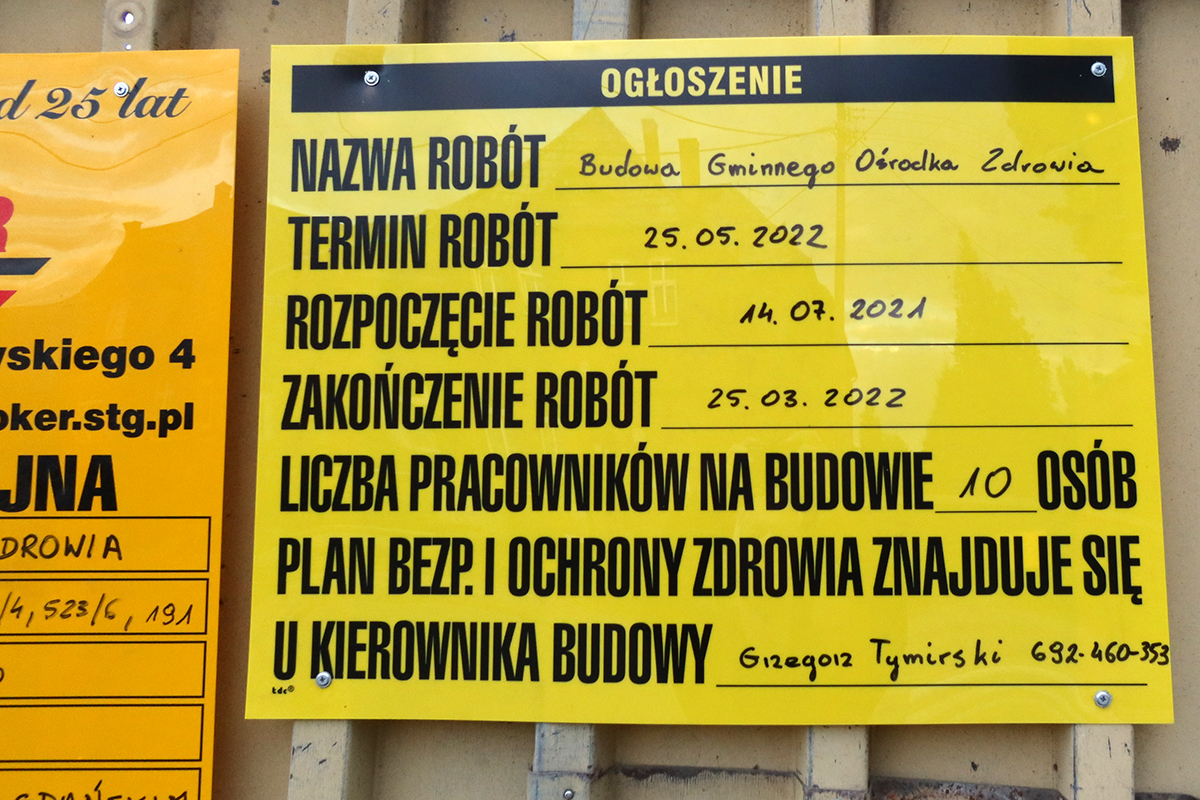 OGŁOSZENIE
NAZWA ROBÓT Budowa Gminnego Ośrodka Zdrowia
TERMIN ROBÓT 25.05.2022
ROZPOCZĘCIE ROBÓT 14.07.2021
ZAKOŃCZENIE ROBÓT 25.03.2022
LICZBA PRACOWNIKÓW NA BUDOWIE 10 OSÓB
PLAN BEZP. I OCHRONY ZDROWIA ZNAJDUJE SIĘ
U KIEROWNIKA BUDOWY Grzegorz Tymirski 692-460-353
tdc®
d 25 lat
R
yskiego 4
oker.stg.pl
JNA
DROWIA
/4, 523/6, 191